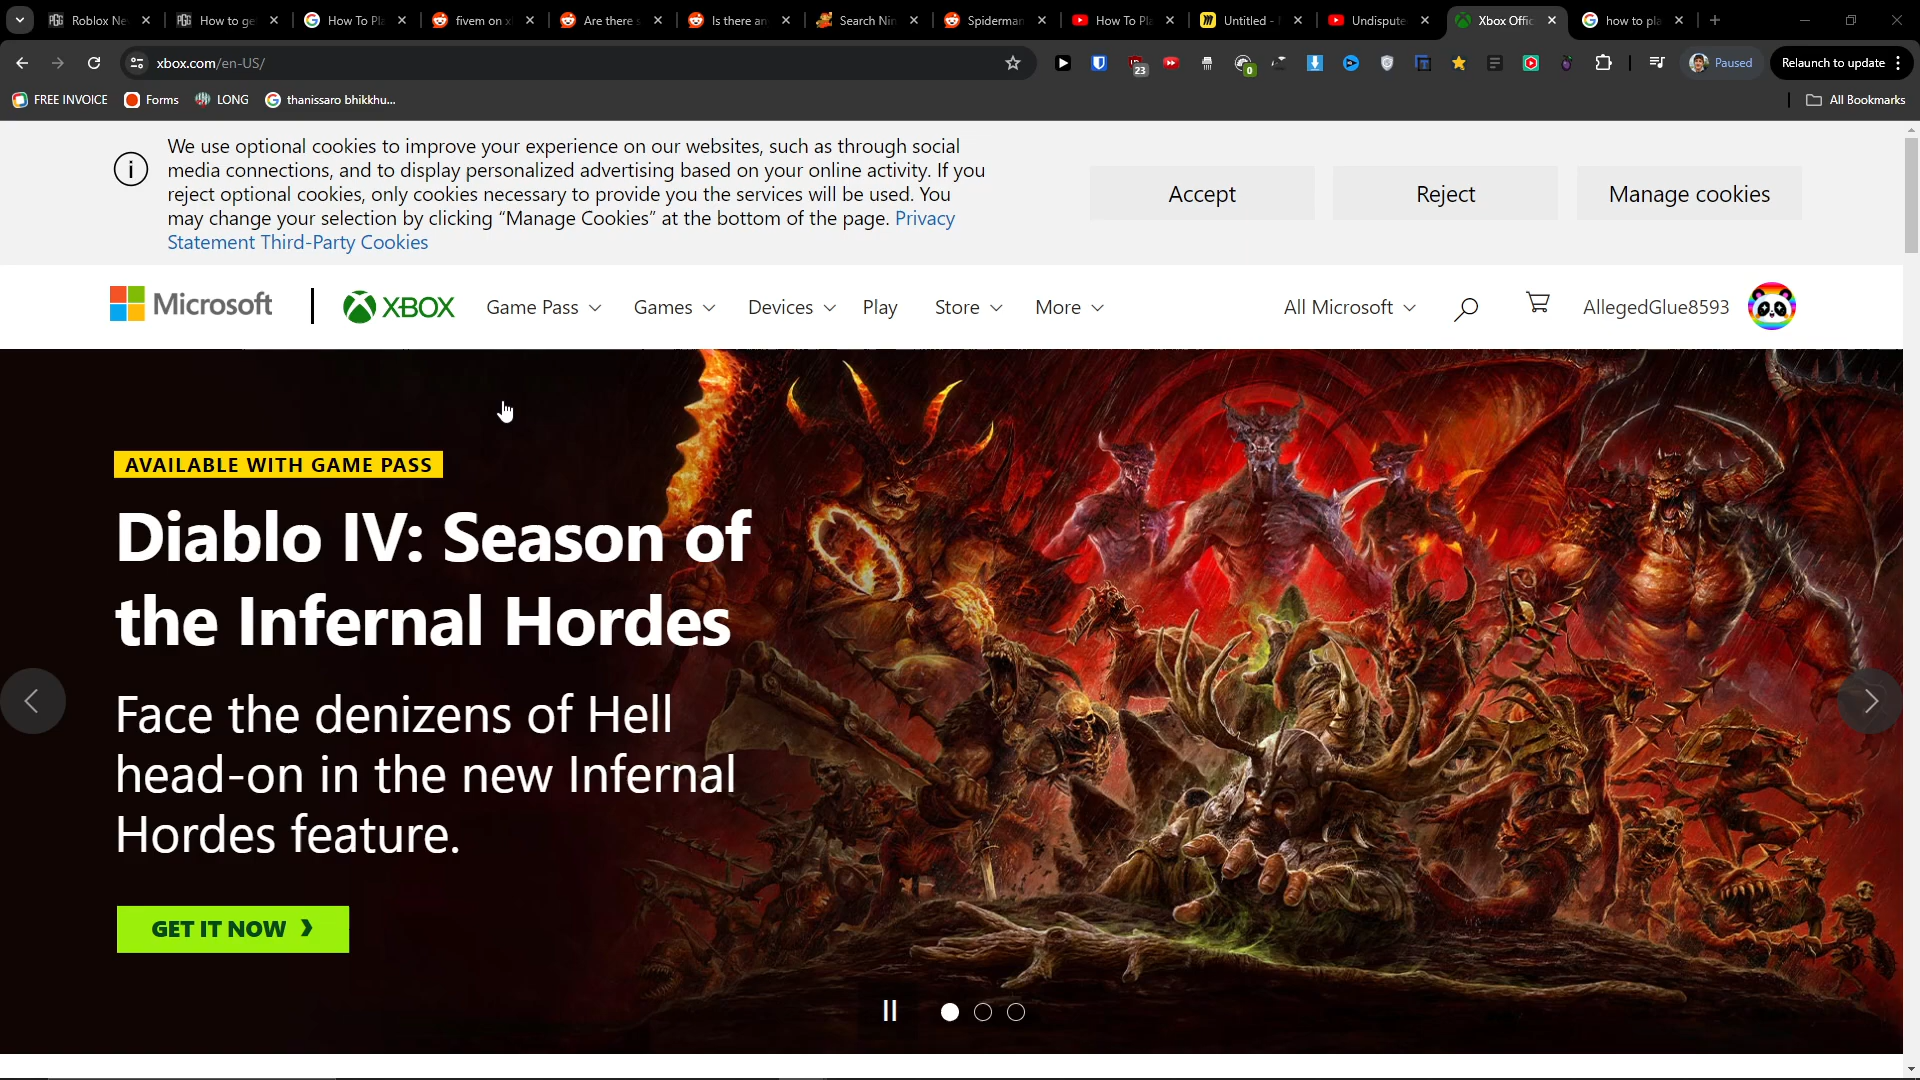 Roblox Ne
How to ge
How To Pl
fivem on x
Are there s
Is there an
Search Nin
Spiderman
How To Pl
Untitled -
Undispute
Xbox Offic
how to pla
xbox.com/en-US/
23
0
Paused
Relaunch to update
FREE INVOICE
Forms
LONG
thanissaro bhikkhu...
All Bookmarks
We use optional cookies to improve your experience on our websites, such as through social
media connections, and to display personalized advertising based on your online activity. If you
reject optional cookies, only cookies necessary to provide you the services will be used. You
may change your selection by clicking “Manage Cookies” at the bottom of the page. Privacy
Statement Third-Party Cookies
Accept
Reject
Manage cookies
Microsoft
XBOX
Game Pass
Games
Devices
Play
Store
More
All Microsoft
AllegedGlue8593
AVAILABLE WITH GAME PASS
Diablo IV: Season of
the Infernal Hordes
Face the denizens of Hell
head-on in the new Infernal
Hordes feature.
GET IT NOW